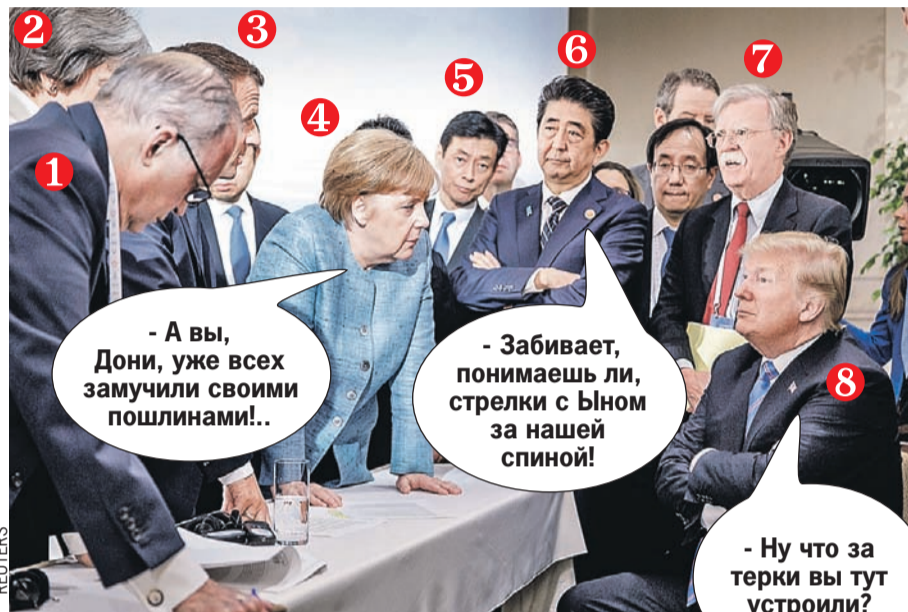 2
3
6
7
5
4
1
8
- А вы,
Дони, уже всех
замучили своими
пошлинами!..
- Забивает,
понимаешь ли,
стрелки с Ыном
за нашей
спиной!
- Ну что за
терки вы тут
устроили?
REUTERS